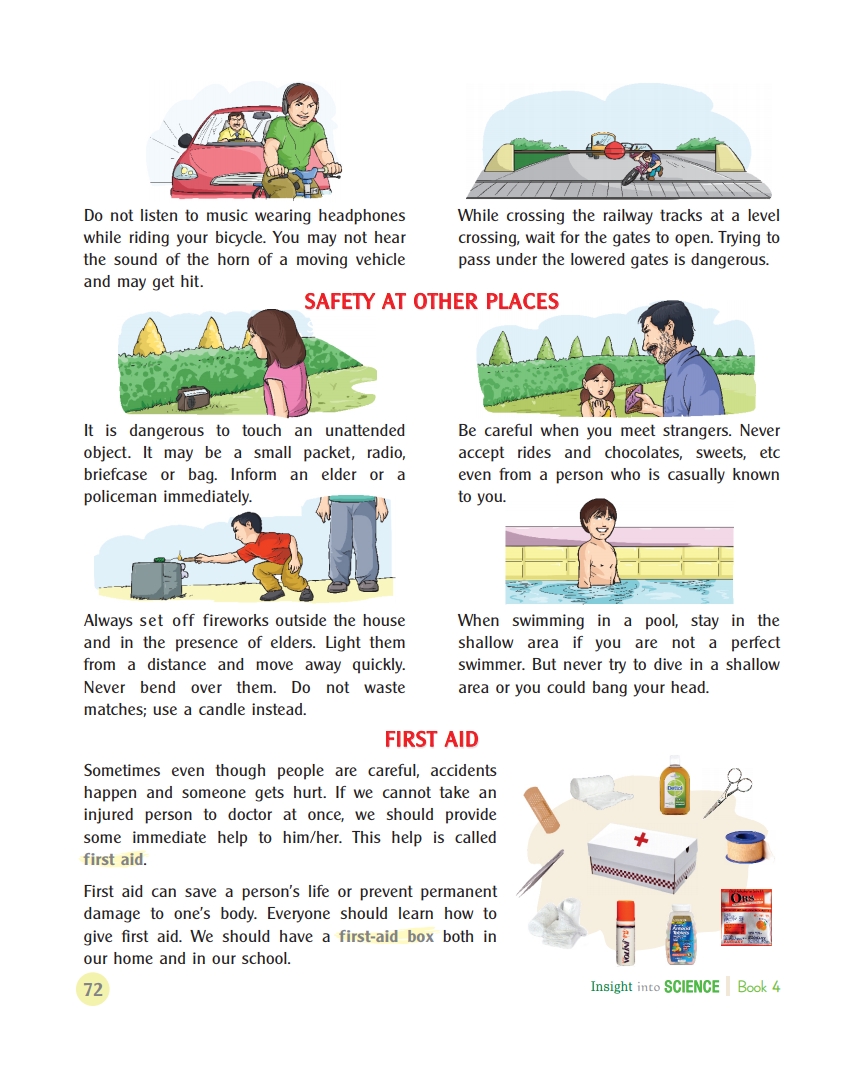 Do not listen to music wearing headphones
while riding your bicycle. You may not hear
the sound of the horn of a moving vehicle
and may get hit.
While crossing the railway tracks at a level
crossing, wait for the gates to open. Trying to
pass under the lowered gates is dangerous.
SAFETY AT OTHER PLACES
It is dangerous to touch an unattended
object. It may be a small packet, radio,
briefcase or bag. Inform an elder or a
policeman immediately.
Be careful when you meet strangers. Never
accept rides and chocolates, sweets, etc
even from a person who is casually known
to you.
Always set off fireworks outside the house
and in the presence of elders. Light them
from a distance and move away quickly.
Never bend over them. Do not waste
matches; use a candle instead.
When swimming in a pool, stay in the
shallow area if you are not a perfect
swimmer. But never try to dive in a shallow
area or you could bang your head.
FIRST AID
Sometimes even though people are careful, accidents
happen and someone gets hurt. If we cannot take an
injured person to doctor at once, we should provide
some immediate help to him/her. This help is called
first aid.
First aid can save a person's life or prevent permanent
damage to one's body. Everyone should learn how to
give first aid. We should have a first-aid box both in
our home and in our school.
Dettol
ORS
Antacid
Tablets
72
Insight into SCIENCE Book 4